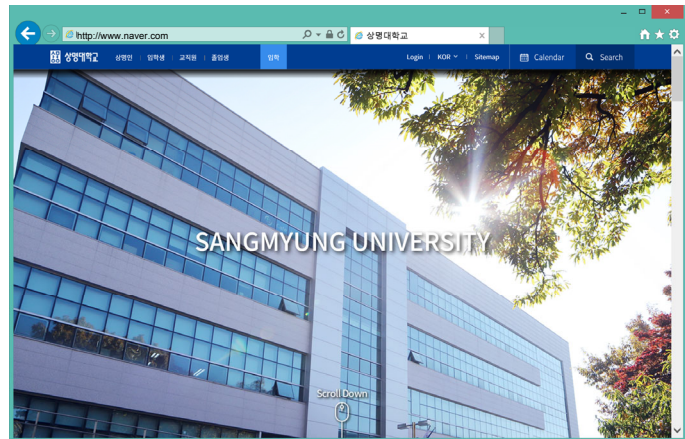 http://www.naver.com
상명대학교
×
상명대학교 상명인 입학생 교직원 졸업생 입학 Login KOR Sitemap Calendar Search
SANGMYUNG UNIVERSITY
Scroll Down